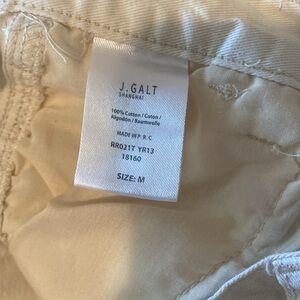 J.GALT
SHANGHAI
100% Cotton / Coton /
Algodón / Baumwolle
MADE IN P. R. C.
RR021T YR13
18160
SIZE: M